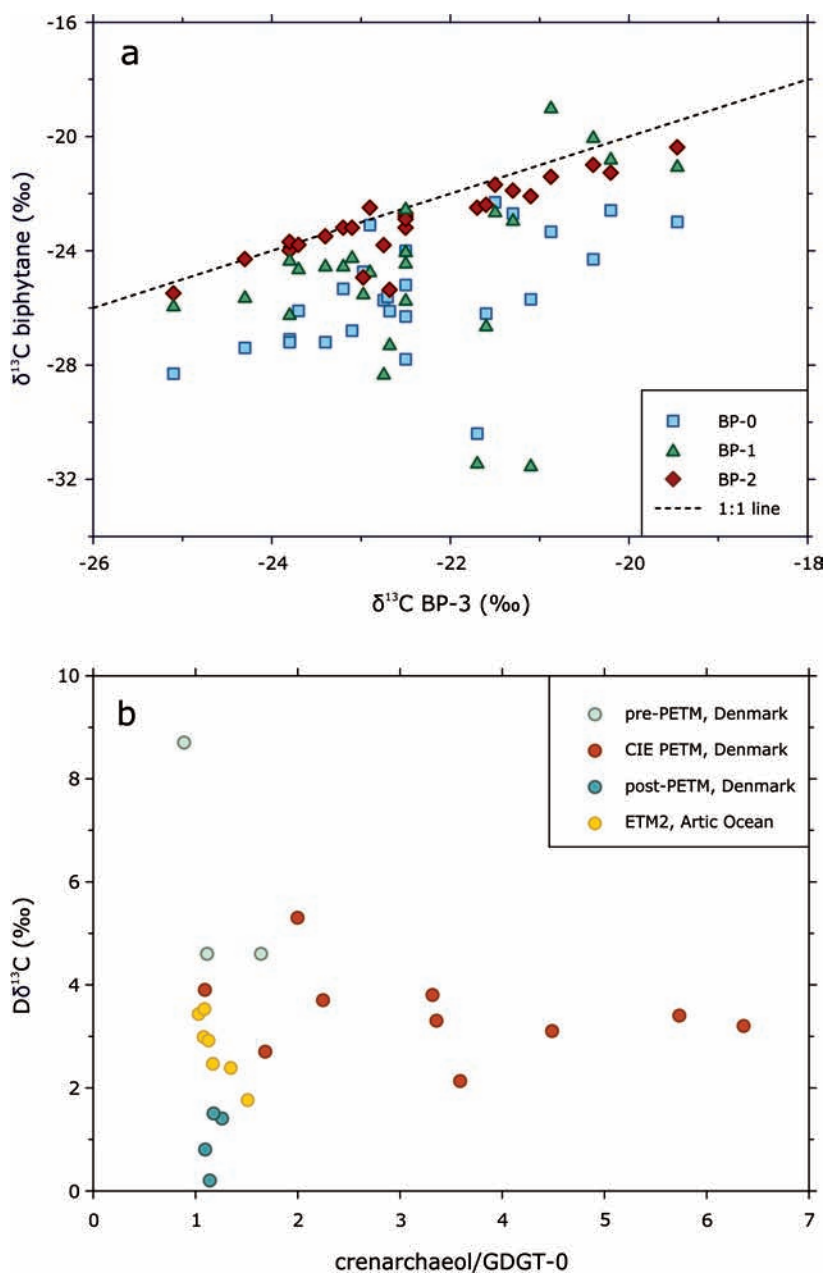 a
-16
-20
-24
-28
-32
δ¹³C biphytane (‰)
BP-0
BP-1
BP-2
1:1 line
-26
-24
-22
-20
-18
δ¹³C BP-3 (‰)
b
10
8
6
4
2
0
Dδ¹³C (‰)
pre-PETM, Denmark
CIE PETM, Denmark
post-PETM, Denmark
ETM2, Artic Ocean
0
1
2
3
4
5
6
7
crenarchaeol/GDGT-0